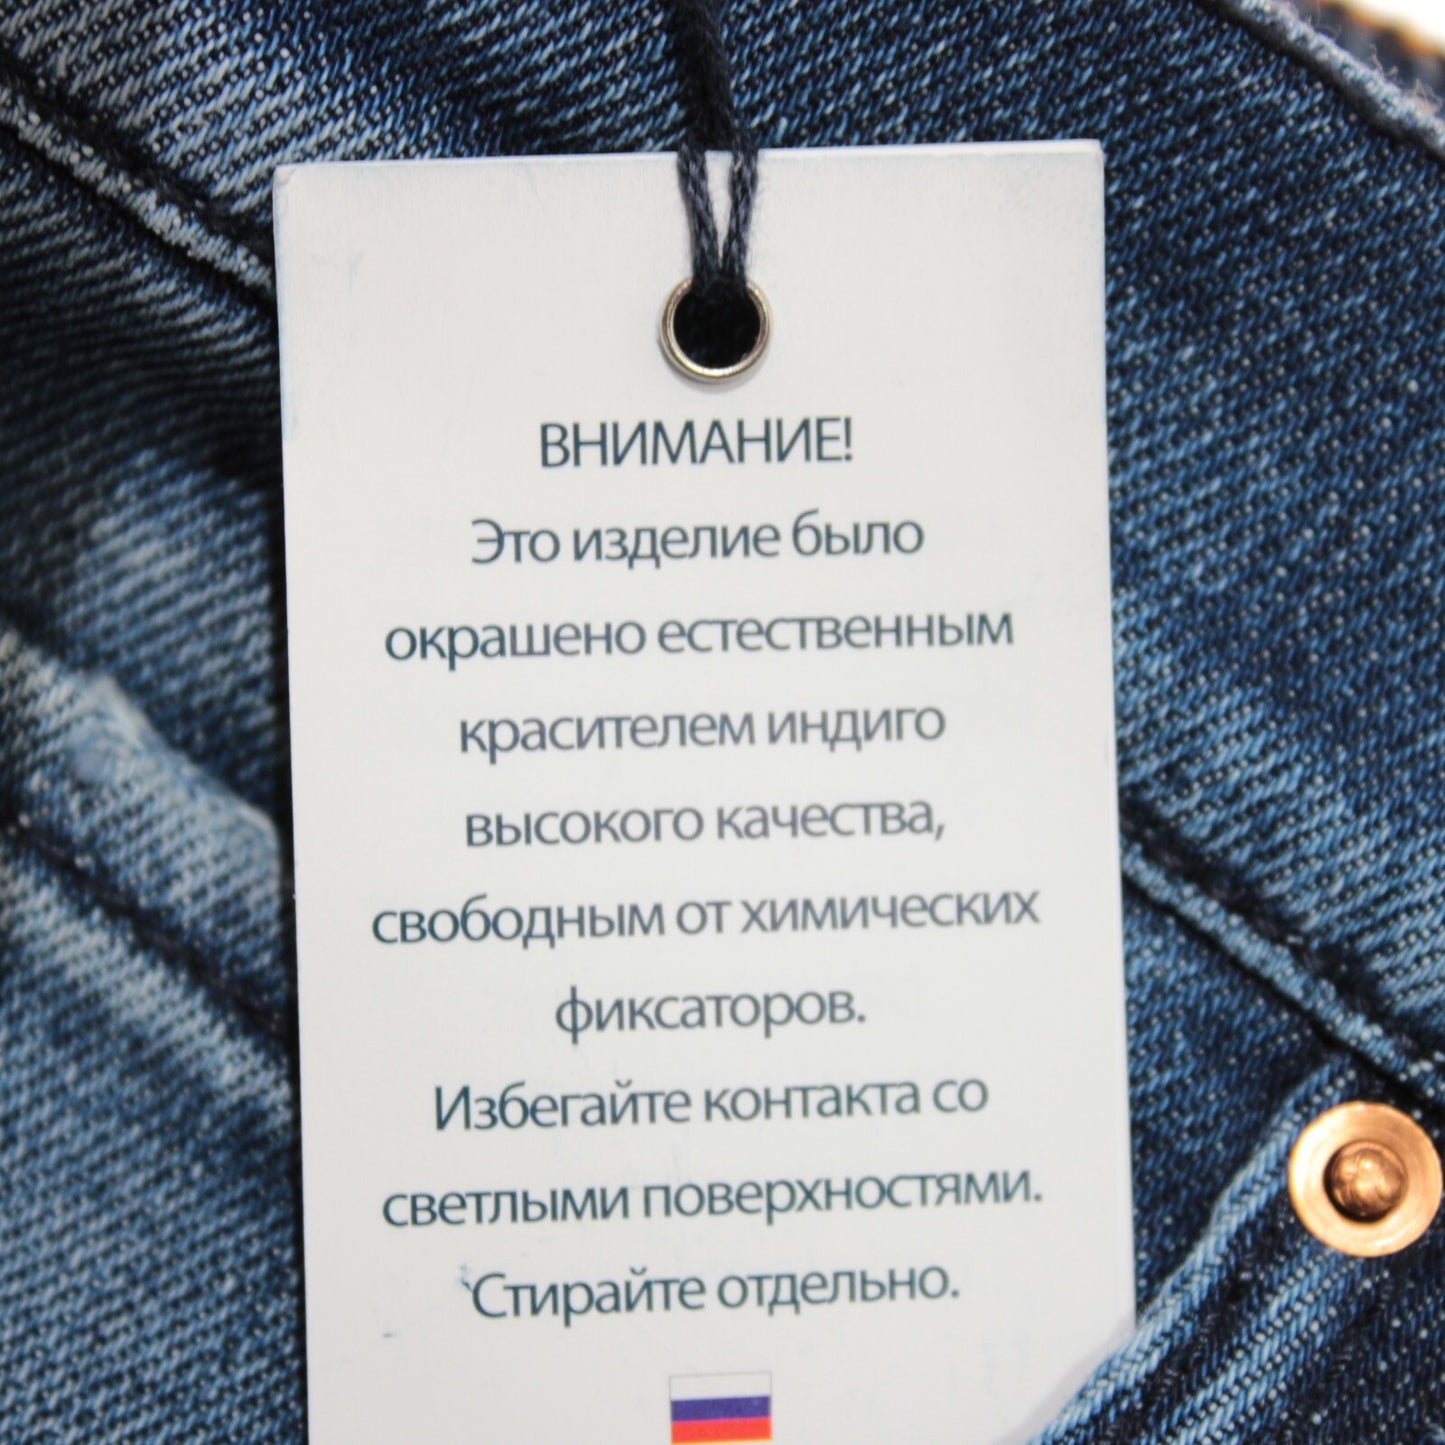 ВНИМАНИЕ!
Это изделие было
окрашено естественным
красителем индиго
высокого качества,
свободным от химических
фиксаторов.
Избегайте контакта со
светлыми поверхностями.
Стирайте отдельно.